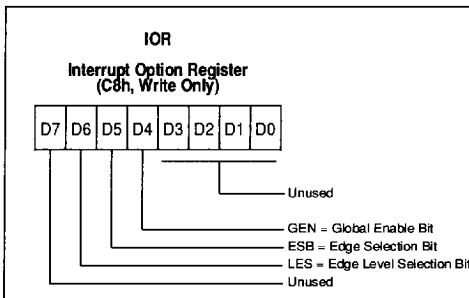 IOR
Interrupt Option Register
(C8h, Write Only)
D7 D6 D5 D4 D3 D2 D1 D0
Unused
GEN = Global Enable Bit
ESB = Edge Selection Bit
LES = Edge Level Selection Bit
Unused